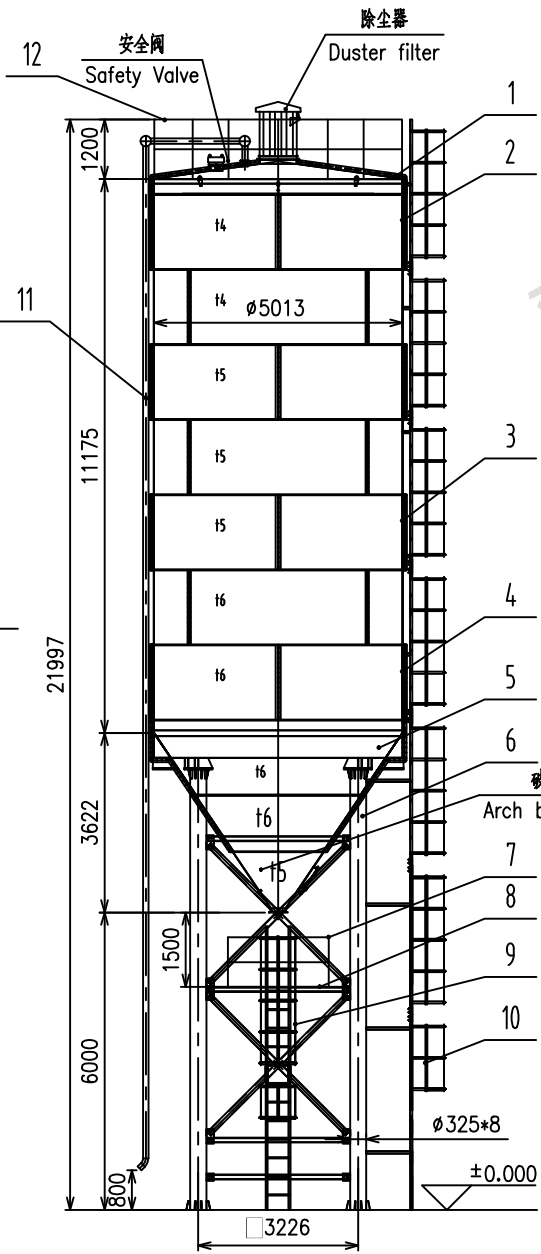 除尘器
Duster filter
安全阀
Safety Valve
12
1
2
1200
t4
t4
ø5013
11
t5
t5
11175
3
t5
t6
4
21997
t6
5
6
t6
3622
t6
Arch b
t5
7
8
1500
9
10
6000
ø325*8
800
±0.000
□3226